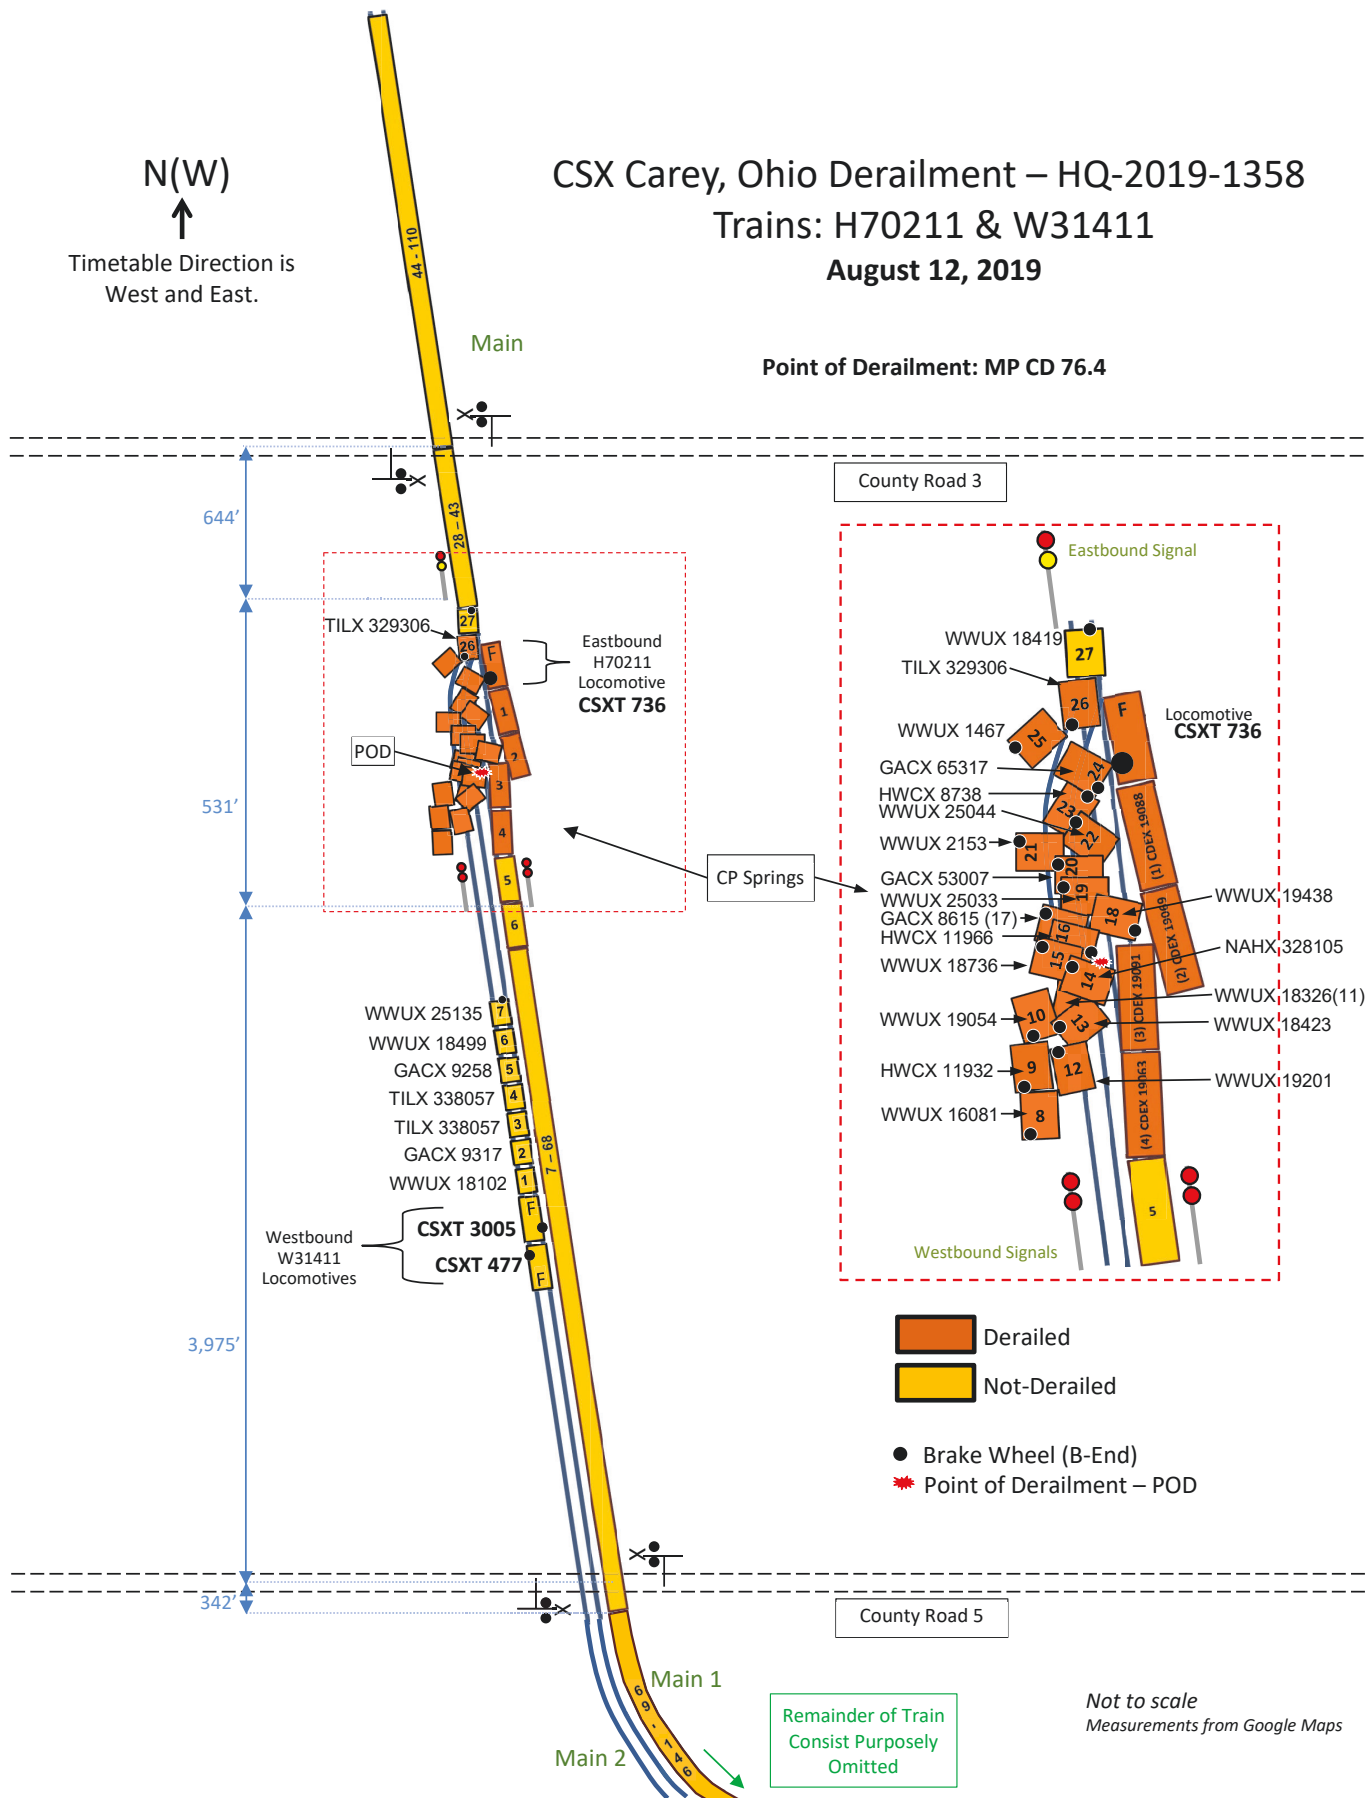 CSX Carey, Ohio Derailment – HQ-2019-1358
Trains: H70211 & W31411
August 12, 2019
N(W)
Timetable Direction is
West and East.
Point of Derailment: MP CD 76.4
44 - 110
Main
County Road 3
644’
28 – 43
27
TILX 329306
26
F
Eastbound
H70211
Locomotive
CSXT 736
1
2
POD
3
4
531’
5
6
CP Springs
Eastbound Signal
WWUX 18419
27
TILX 329306
26
F
Locomotive
CSXT 736
WWUX 1467
25
GACX 65317
24
HWCX 8738
23
WWUX 25044
22
(1) CDEX 19088
WWUX 2153
21
GACX 53007
20
WWUX 25033
19
WWUX 19438
18
GACX 8615 (17)
(2) CDEX 19069
HWCX 11966
16
NAHX 328105
WWUX 18736
15
14
(3) CDEX 19091
WWUX 18326(11)
WWUX 19054
10
13
WWUX 18423
HWCX 11932
9
12
WWUX 19201
(4) CDEX 19063
WWUX 16081
8
5
Westbound Signals
WWUX 25135
7
WWUX 18499
6
GACX 9258
5
TILX 338057
4
TILX 338057
3
GACX 9317
2
WWUX 18102
1
7 – 68
Westbound
W31411
Locomotives
F
CSXT 3005
CSXT 477
F
3,975’
Derailed
Not-Derailed
Brake Wheel (B-End)
Point of Derailment – POD
342’
County Road 5
Main 1
69 - 146
Main 2
Remainder of Train
Consist Purposely
Omitted
Not to scale
Measurements from Google Maps